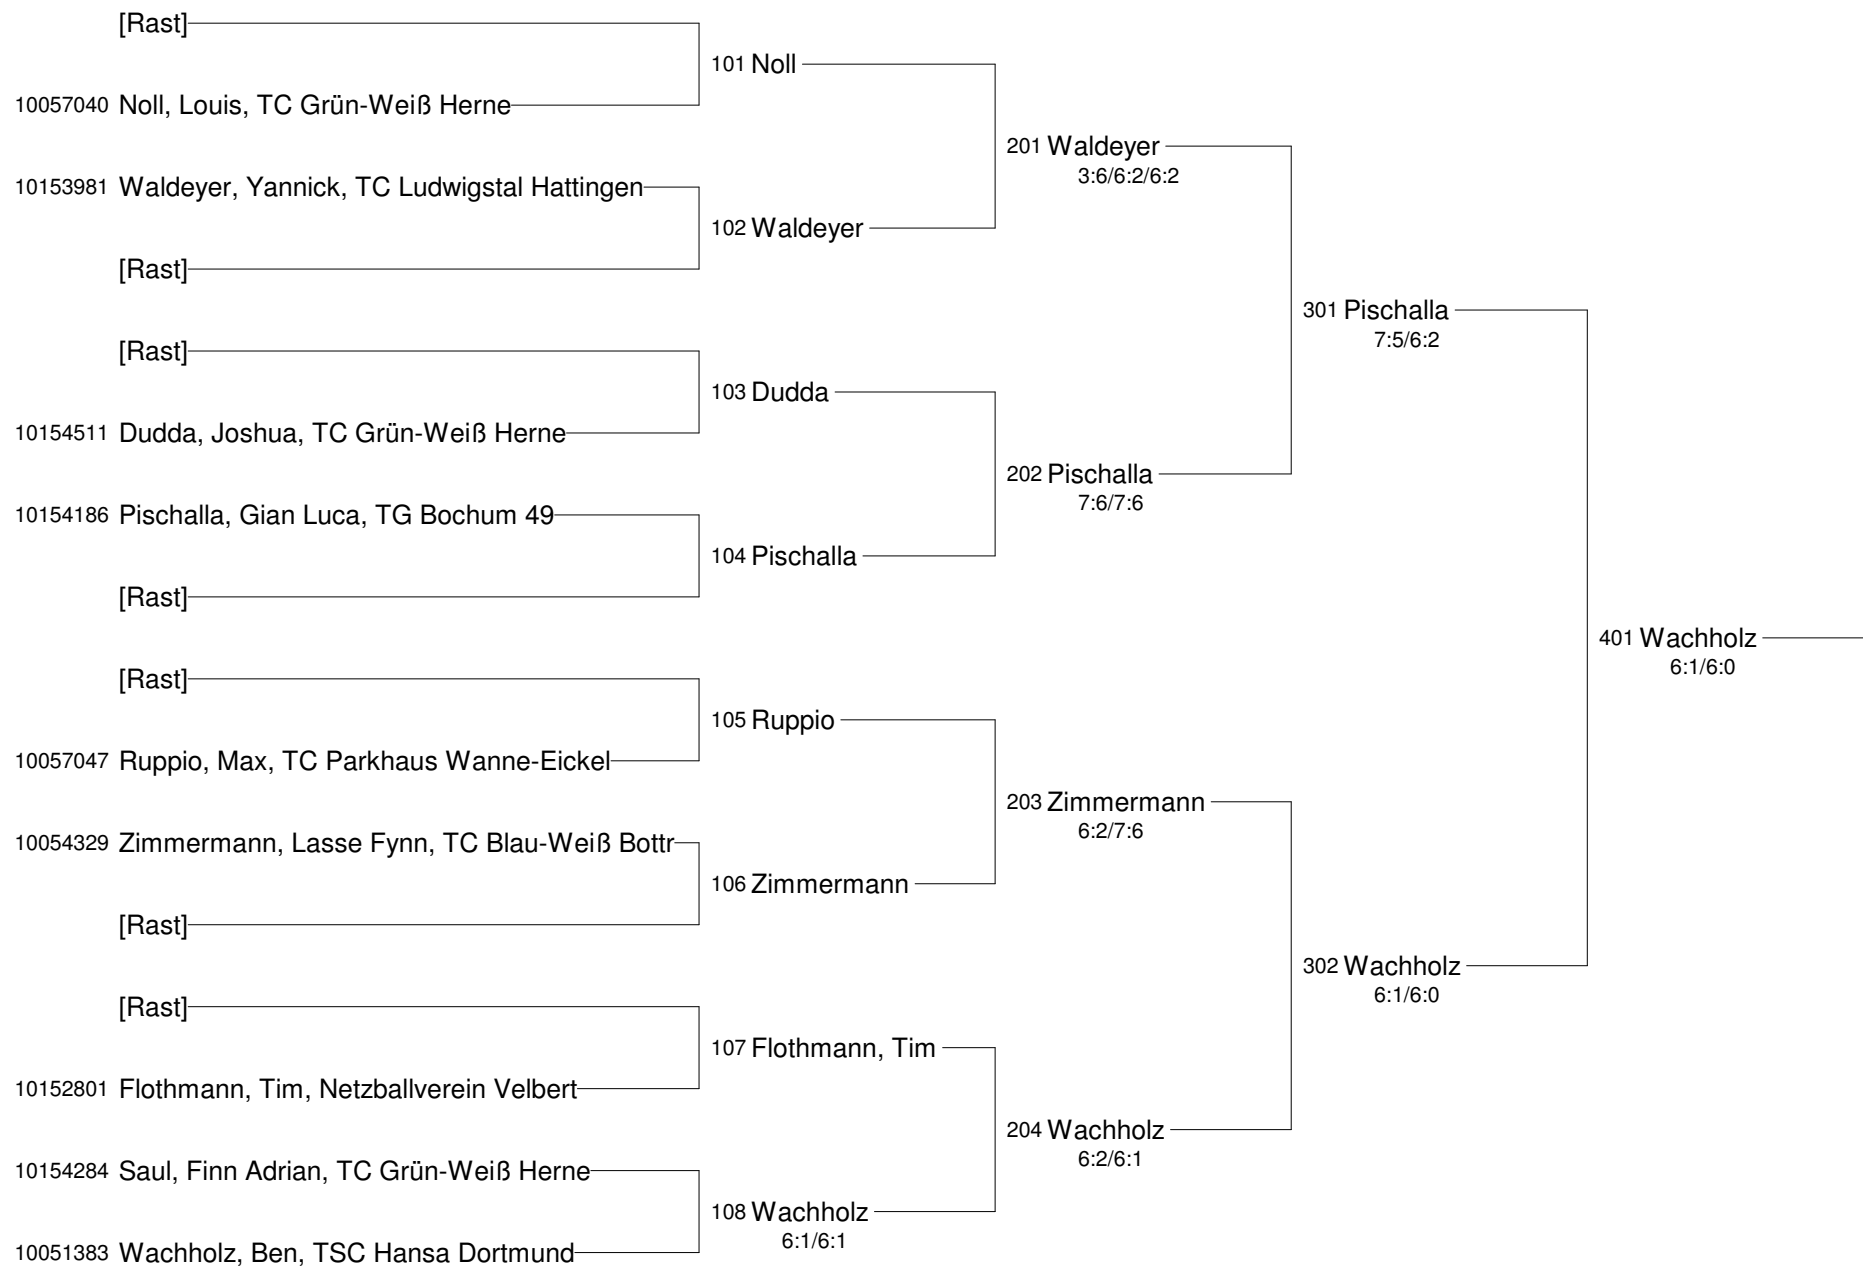 [Rast]
101 Noll
10057040 Noll, Louis, TC Grün-Weiß Herne
201 Waldeyer
3:6/6:2/6:2
10153981 Waldeyer, Yannick, TC Ludwigstal Hattingen
102 Waldeyer
[Rast]
301 Pischalla
7:5/6:2
[Rast]
103 Dudda
10154511 Dudda, Joshua, TC Grün-Weiß Herne
202 Pischalla
7:6/7:6
10154186 Pischalla, Gian Luca, TG Bochum 49
104 Pischalla
[Rast]
401 Wachholz
6:1/6:0
[Rast]
105 Ruppio
10057047 Ruppio, Max, TC Parkhaus Wanne-Eickel
203 Zimmermann
6:2/7:6
10054329 Zimmermann, Lasse Fynn, TC Blau-Weiß Bottr
106 Zimmermann
[Rast]
302 Wachholz
6:1/6:0
[Rast]
107 Flothmann, Tim
10152801 Flothmann, Tim, Netzballverein Velbert
204 Wachholz
6:2/6:1
10154284 Saul, Finn Adrian, TC Grün-Weiß Herne
108 Wachholz
6:1/6:1
10051383 Wachholz, Ben, TSC Hansa Dortmund